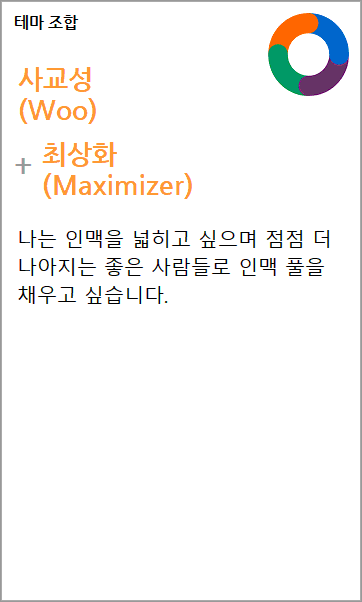 테마 조합
사교성
(Woo)
+ 최상화
(Maximizer)
나는 인맥을 넓히고 싶으며 점점 더
나아지는 좋은 사람들로 인맥 풀을
채우고 싶습니다.